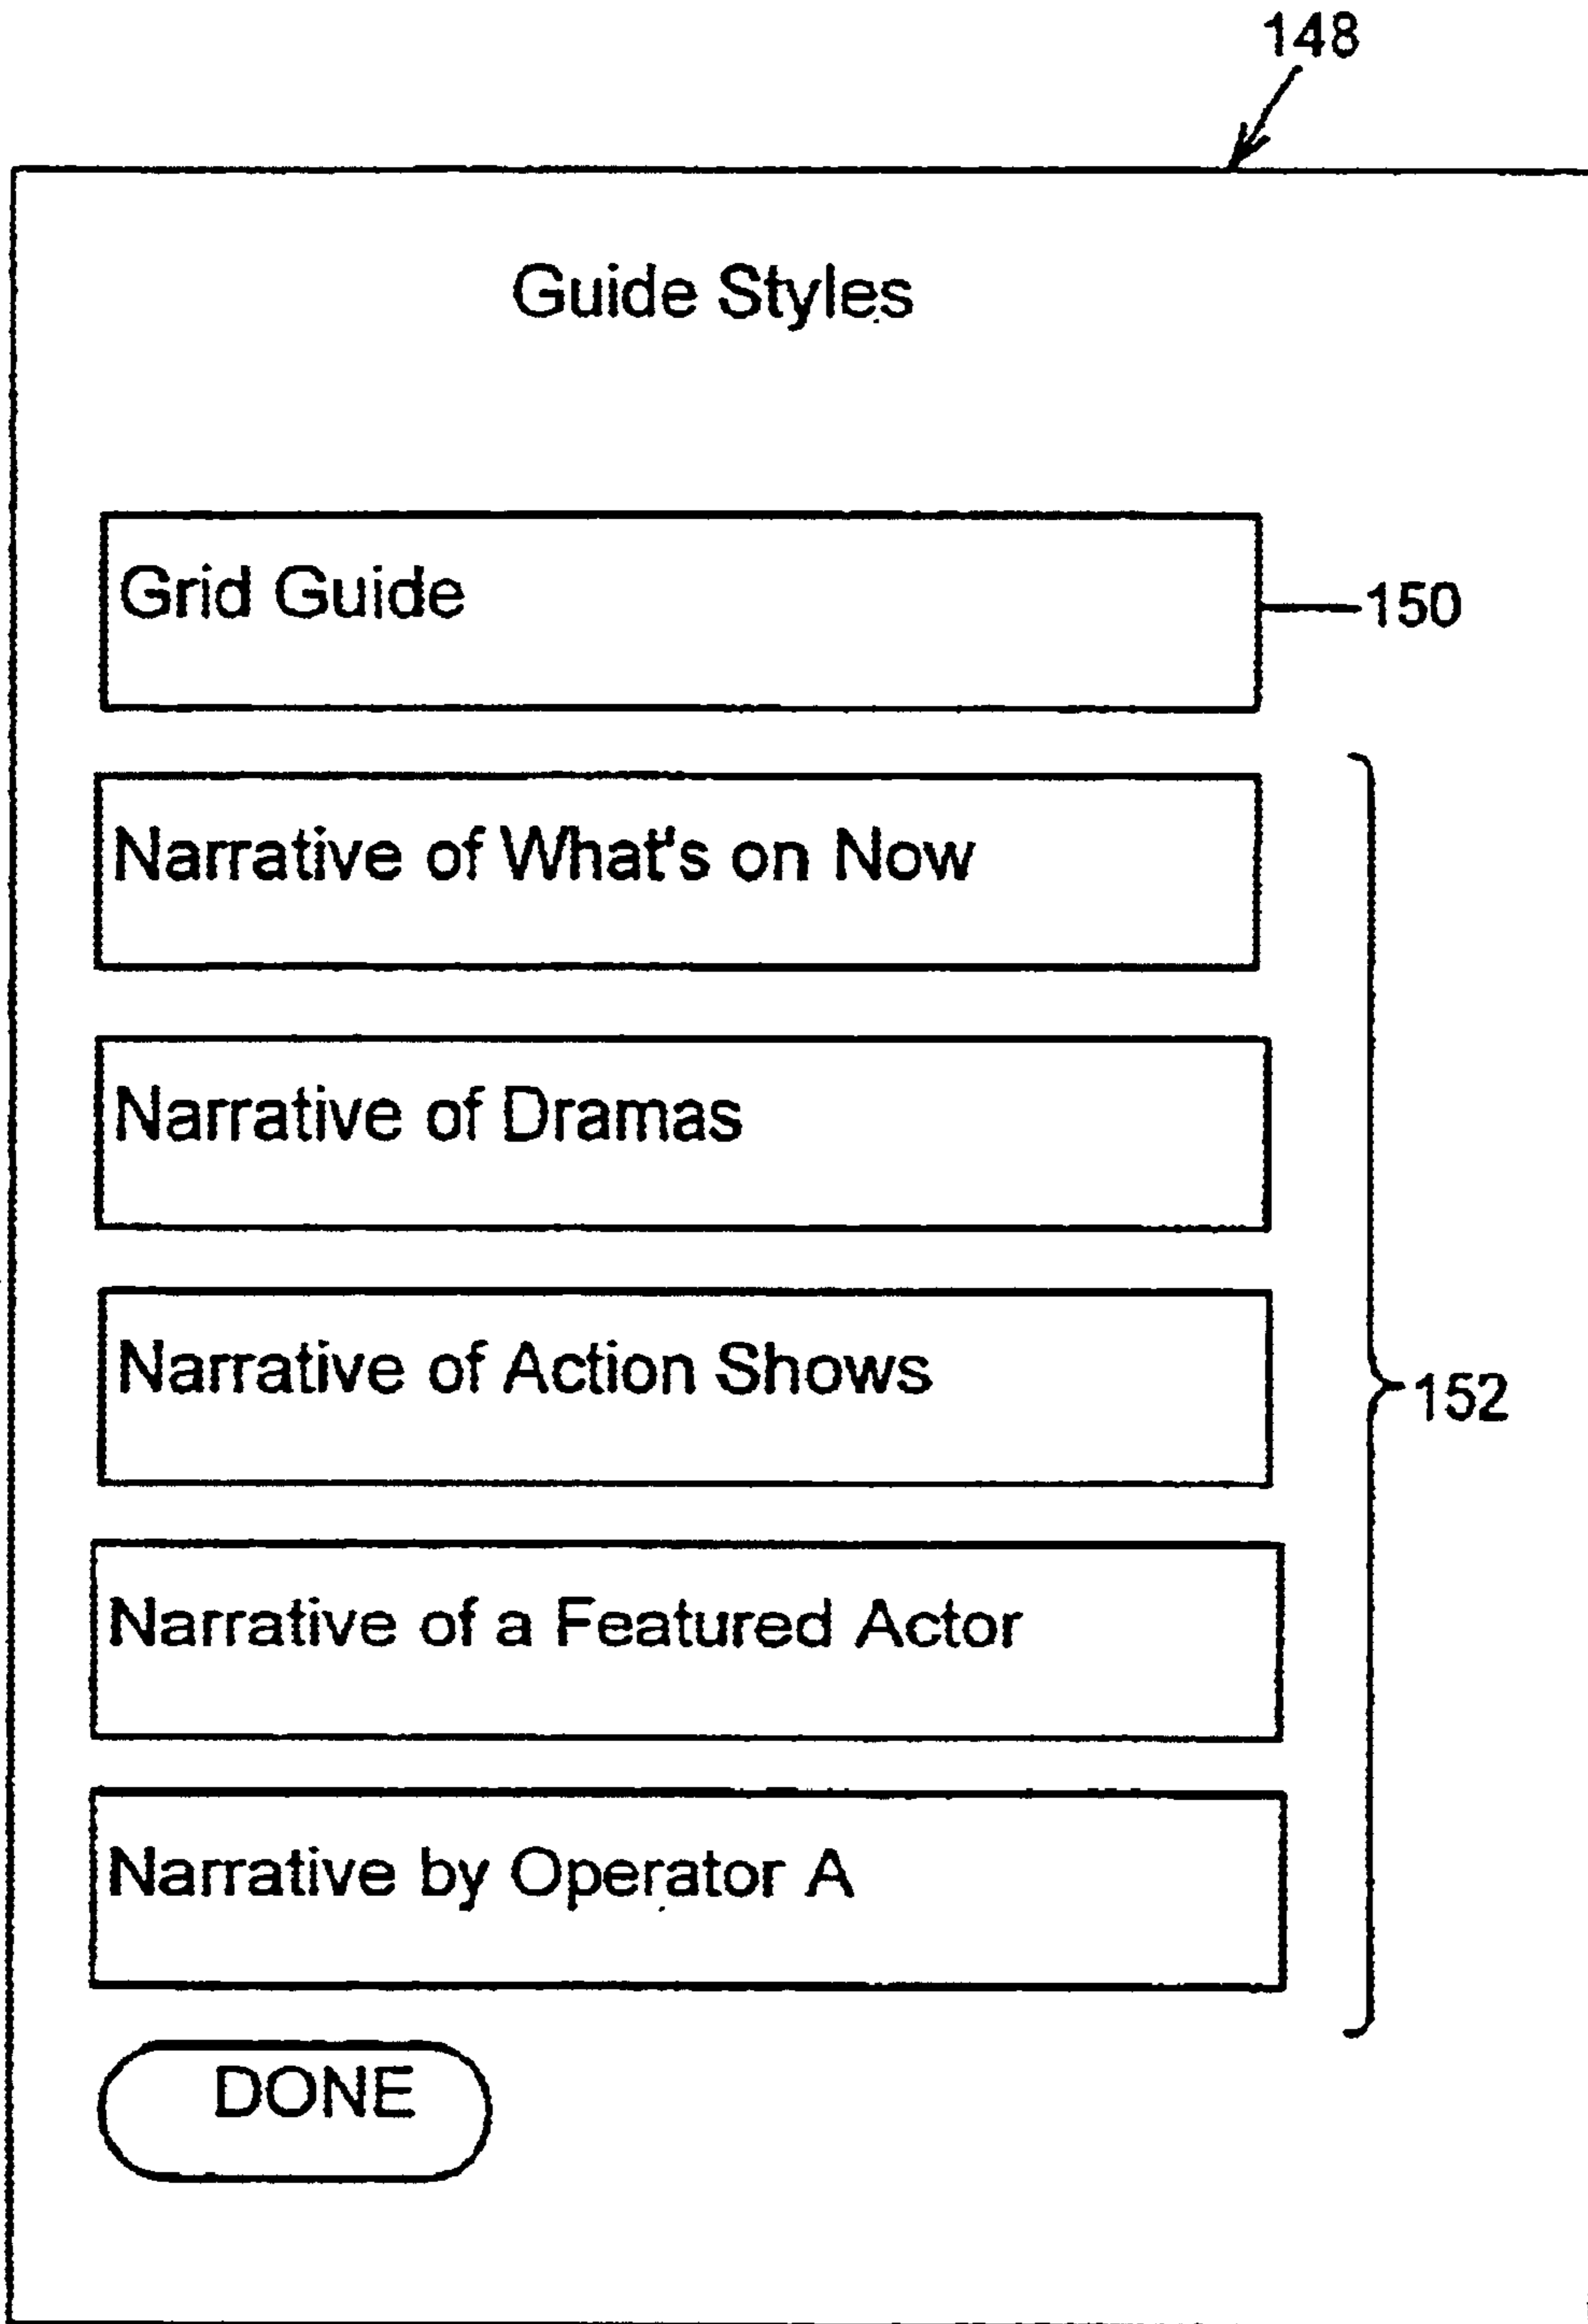 148
Guide Styles
Grid Guide
150
Narrative of What's on Now
Narrative of Dramas
Narrative of Action Shows
152
Narrative of a Featured Actor
Narrative by Operator A
DONE